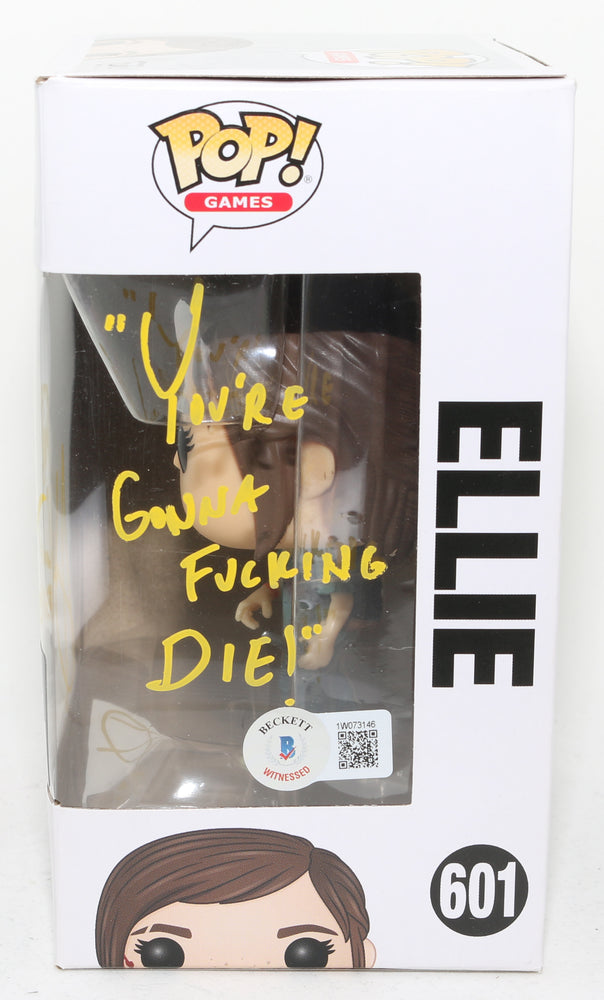 POP!
GAMES
"YOU'RE
GONNA
FUCKING
DIE!"
ELLIE
BECKETT
B
WITNESSED
1W073146
601